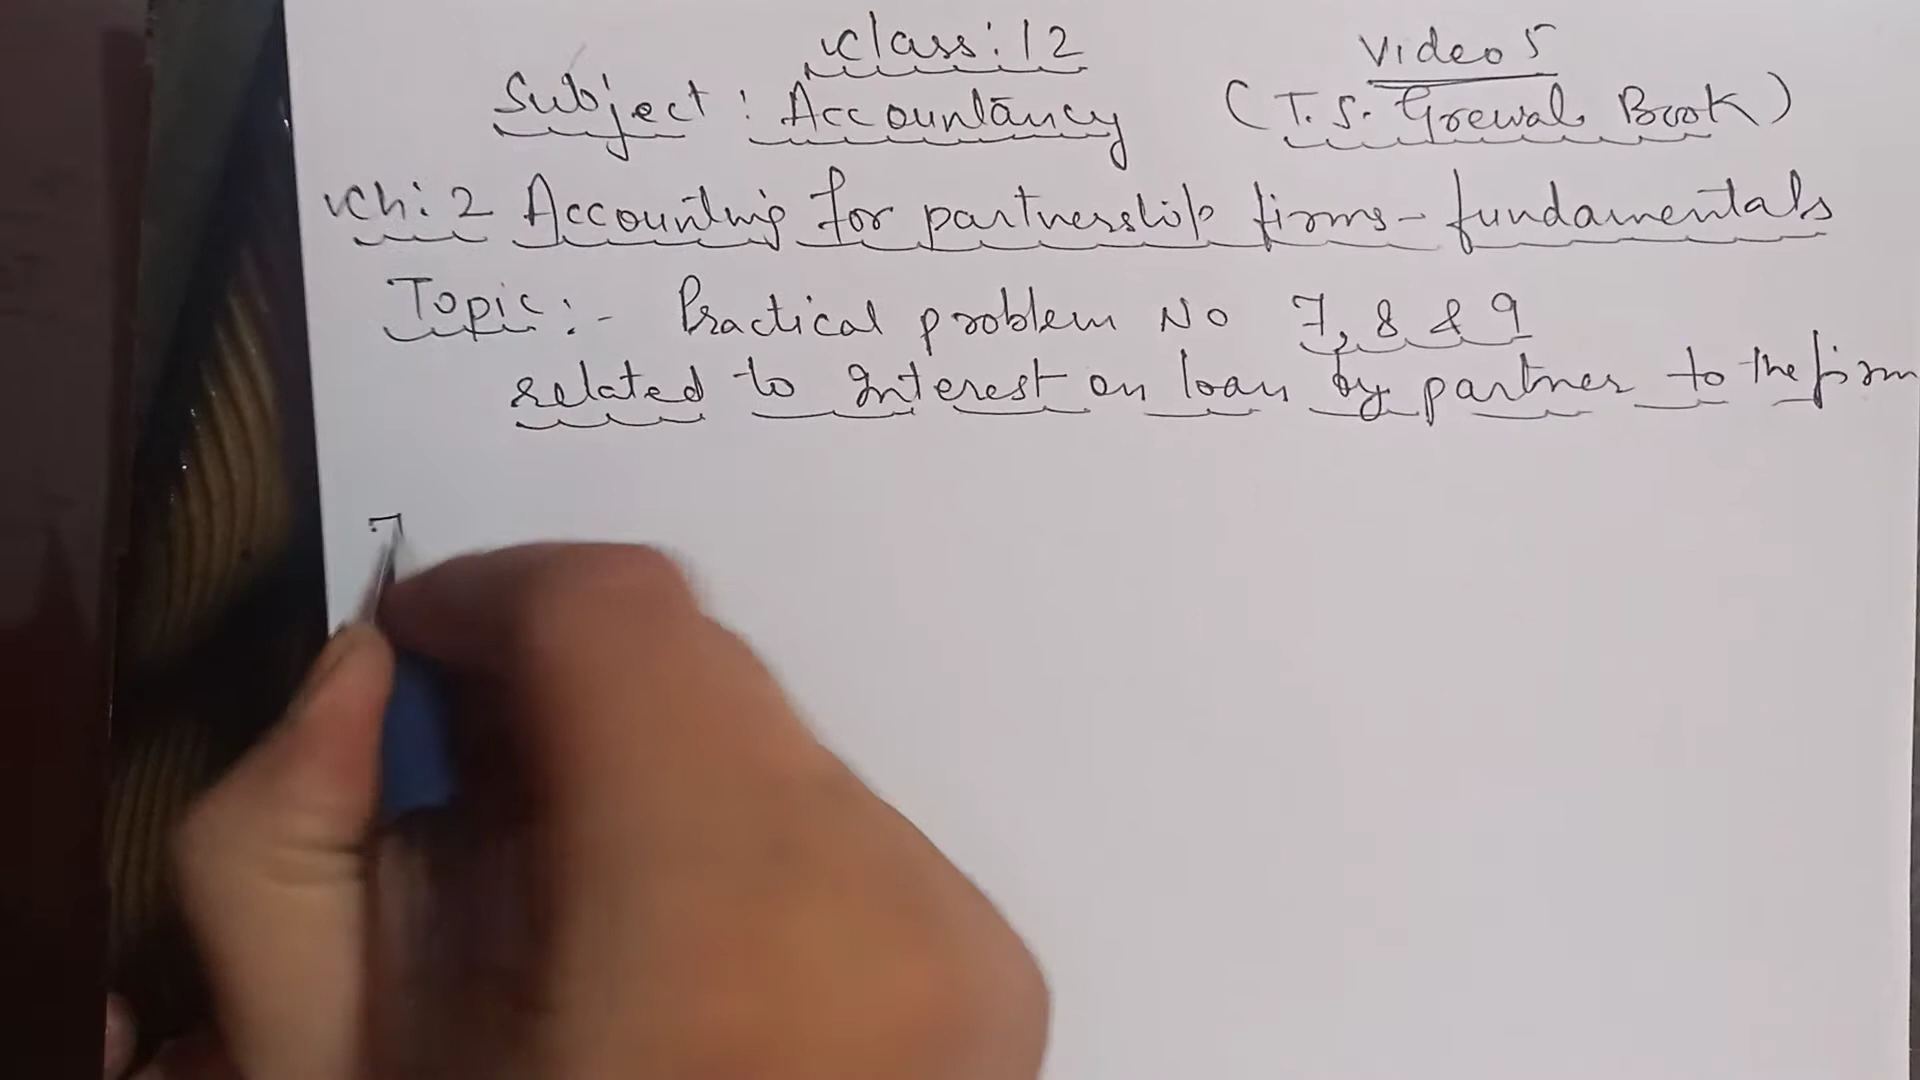 Class: 12
Video 5
Subject: Accountancy (T.S. Grewal Book)
Ch: 2 Accounting for partnership firms - fundamentals
Topic:- Practical problem No 7, 8 & 9
related to Interest on loan by partner to the firm
7